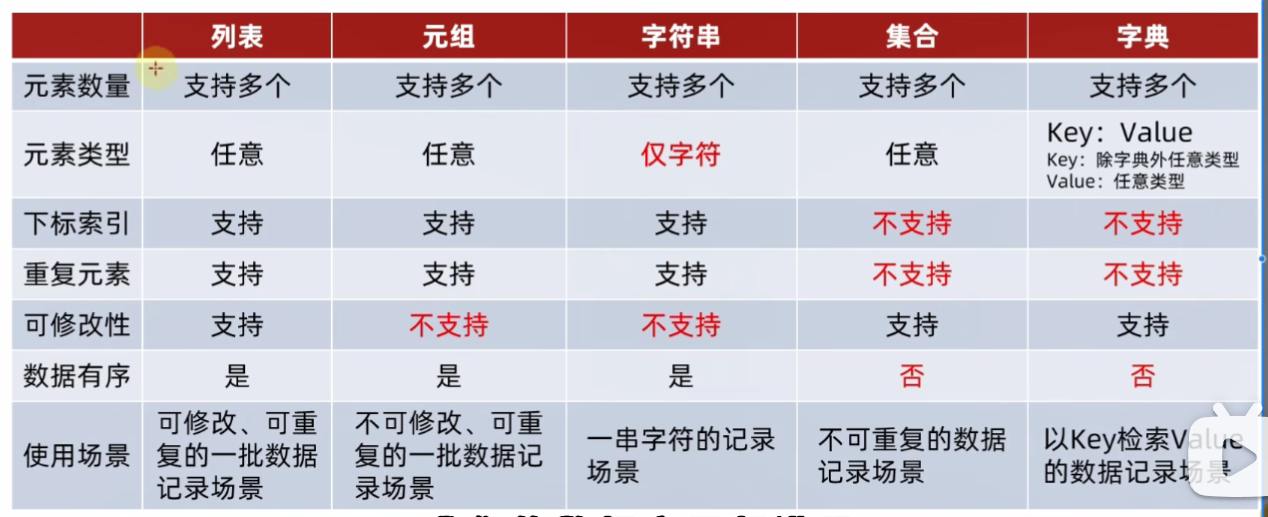 列表 元组 字符串 集合 字典
元素数量 支持多个 支持多个 支持多个 支持多个 支持多个
元素类型 任意 任意 仅字符 任意 Key：Value
Key：除字典外任意类型
Value：任意类型
下标索引 支持 支持 支持 不支持 不支持
重复元素 支持 支持 支持 不支持 不支持
可修改性 支持 不支持 不支持 支持 支持
数据有序 是 是 是 否 否
使用场景
可修改、可重
复的一批数据
记录场景
不可修改、可重
复的一批数据记
录场景
一串字符的记录
场景
不可重复的数据
记录场景
以Key检索Value
的数据记录场景